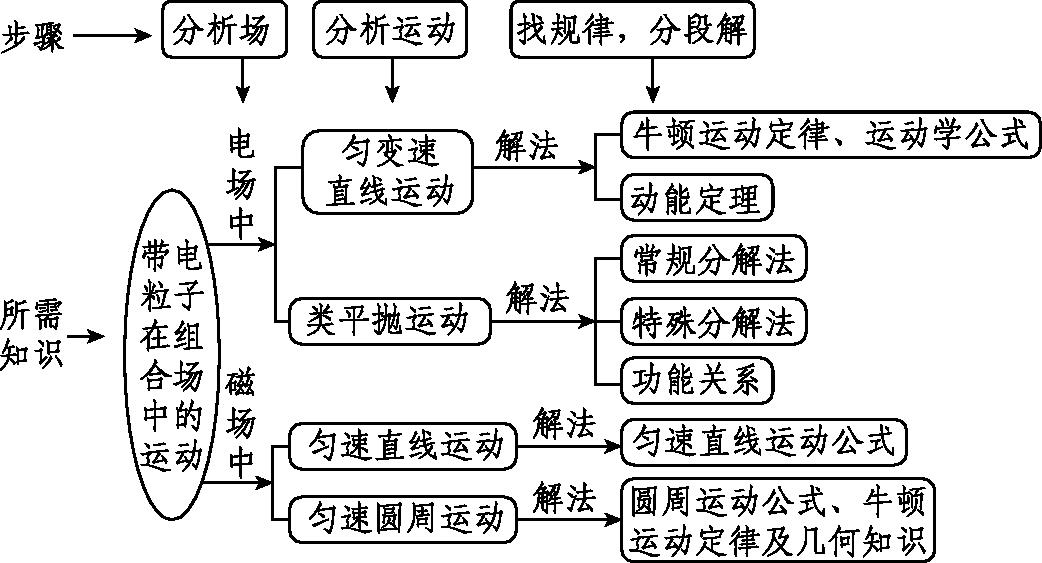 步骤
分析场
分析运动
找规律，分段解
电场中
匀变速
直线运动
解法
牛顿运动定律、运动学公式
动能定理
所需
知识
带电
粒子
在组
合场
中的
运动
类平抛运动
解法
常规分解法
特殊分解法
功能关系
磁场中
匀速直线运动
解法
匀速直线运动公式
匀速圆周运动
解法
圆周运动公式、牛顿
运动定律及几何知识